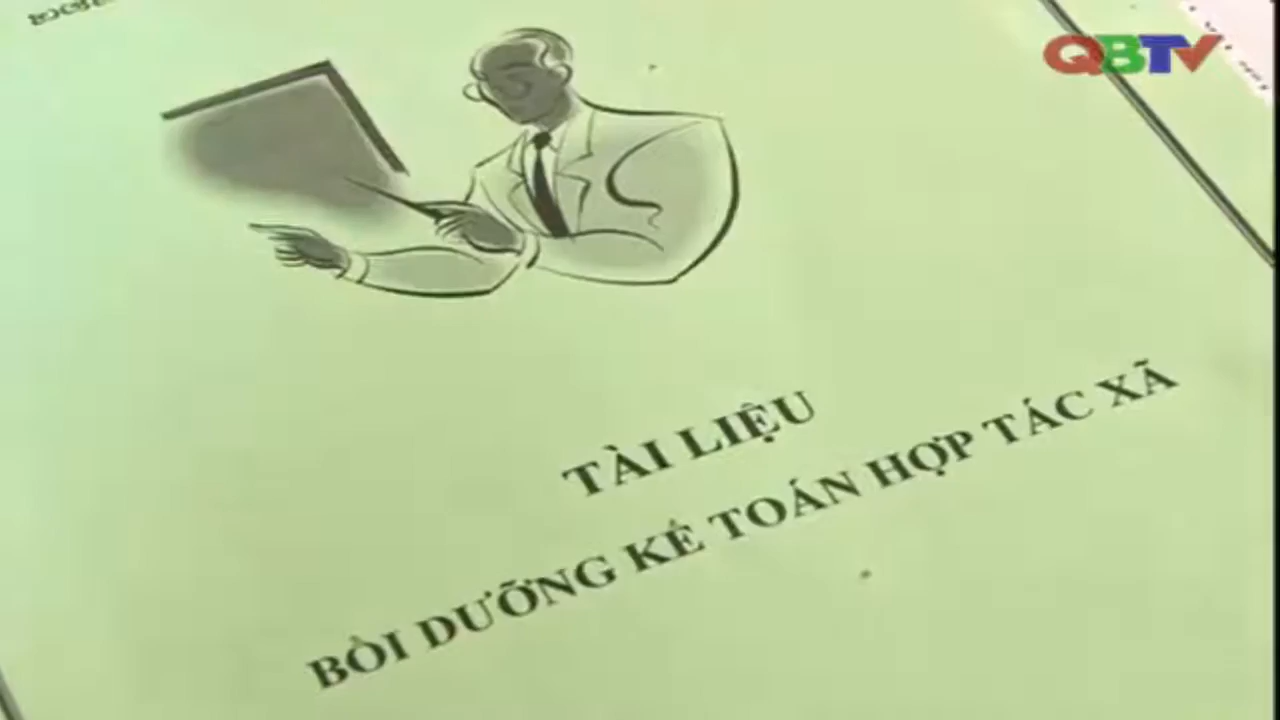 QBTV
TÀI LIỆU
BỒI DƯỠNG KẾ TOÁN HỢP TÁC XÃ